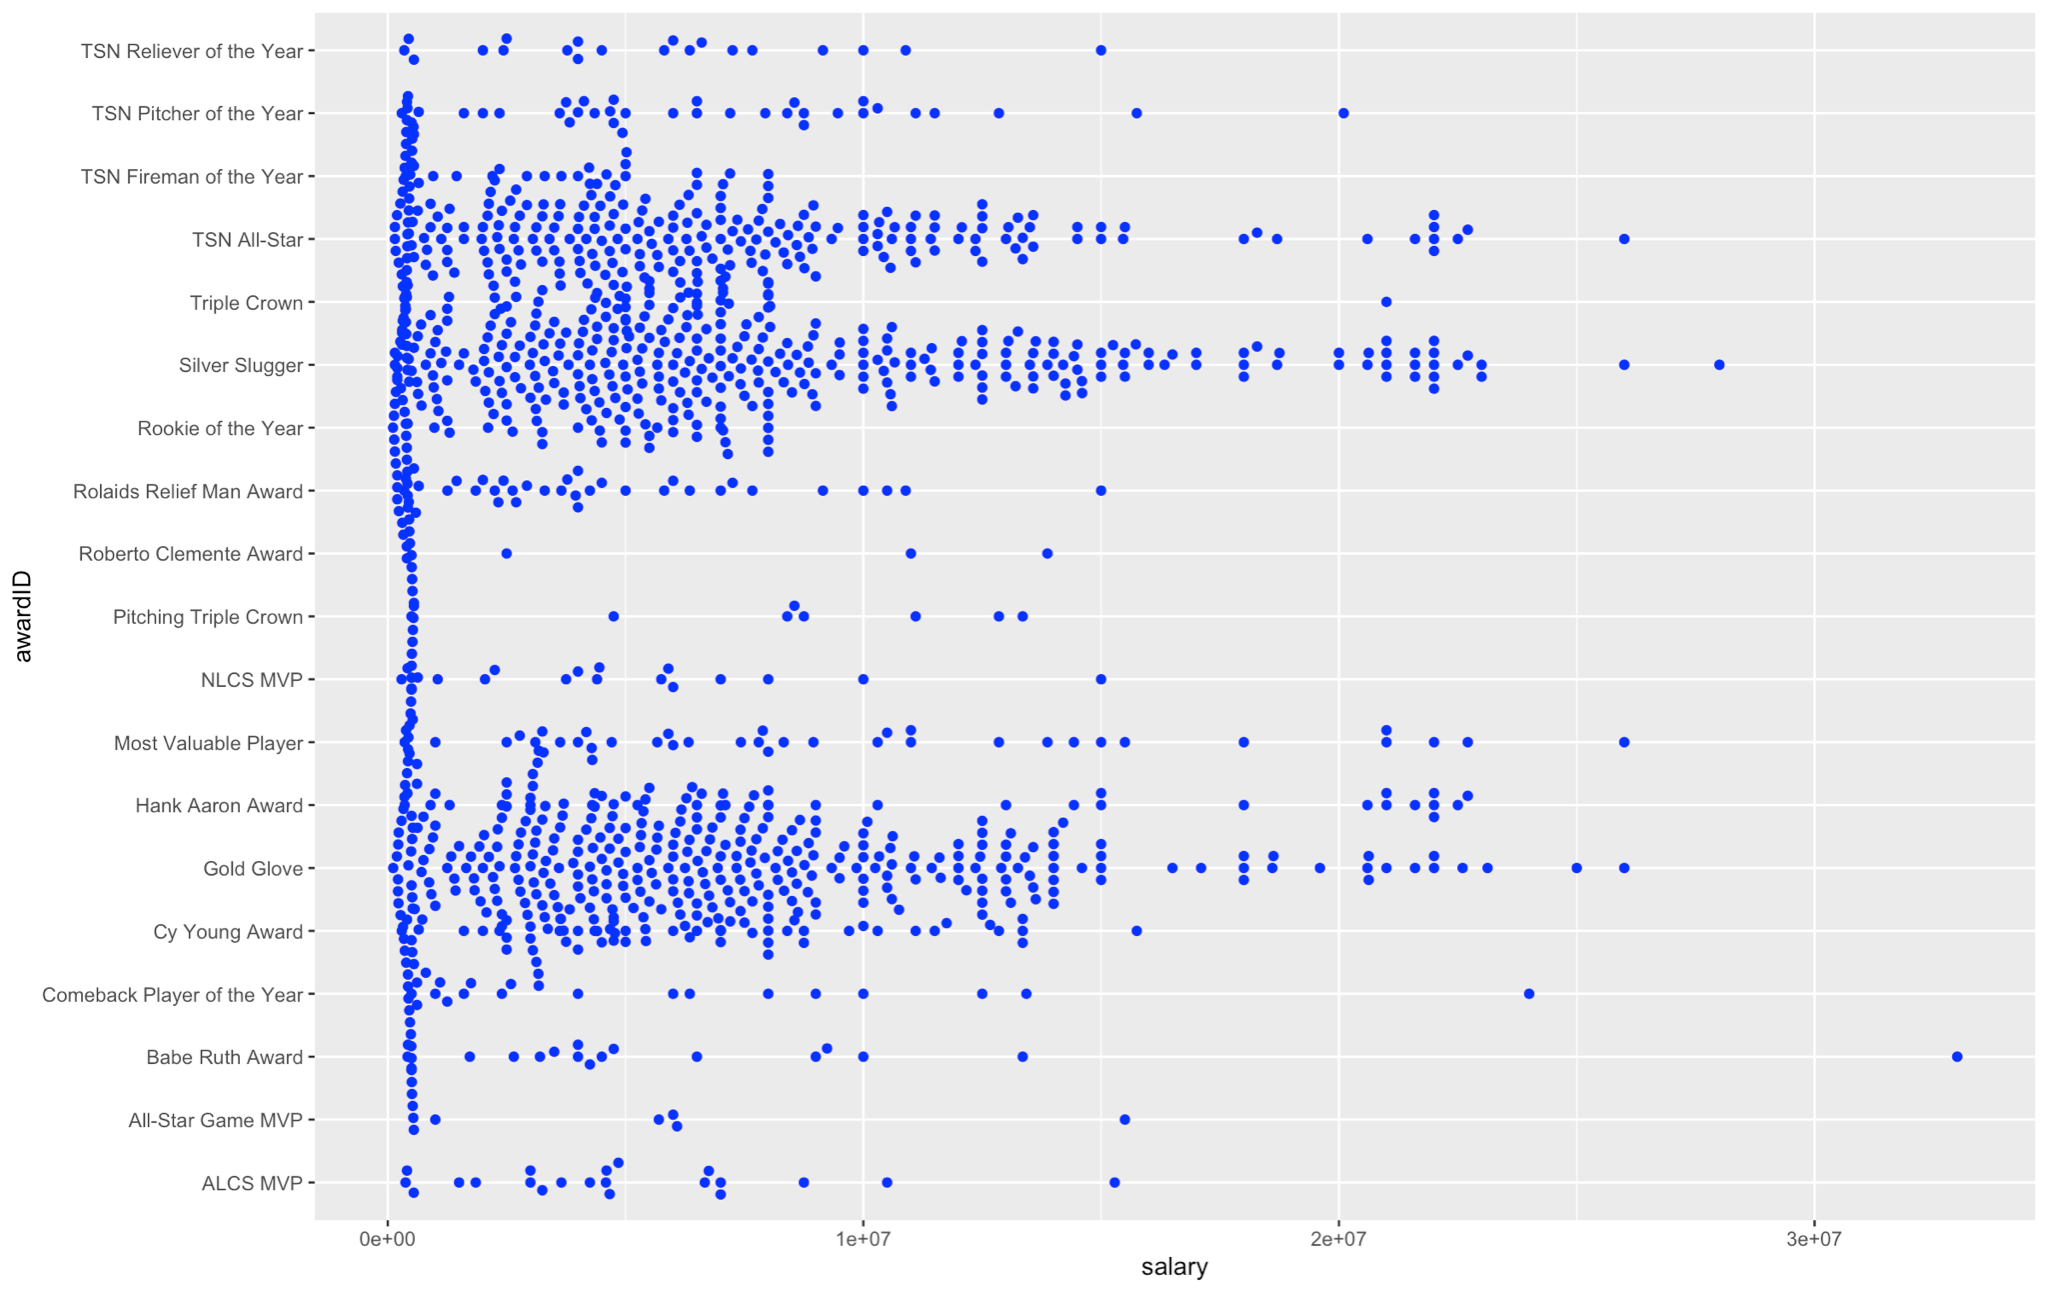 TSN Reliever of the Year
TSN Pitcher of the Year
TSN Fireman of the Year
TSN All-Star
Triple Crown
Silver Slugger
Rookie of the Year
Rolaids Relief Man Award
Roberto Clemente Award
Pitching Triple Crown
NLCS MVP
Most Valuable Player
Hank Aaron Award
Gold Glove
Cy Young Award
Comeback Player of the Year
Babe Ruth Award
All-Star Game MVP
ALCS MVP
awardID
0e+00 1e+07 2e+07 3e+07
salary